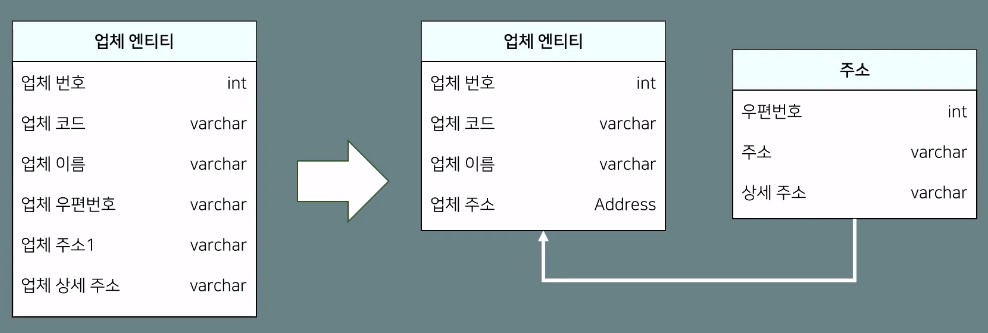 업체 엔티티
업체 번호 int
업체 코드 varchar
업체 이름 varchar
업체 우편번호 varchar
업체 주소1 varchar
업체 상세 주소 varchar
업체 엔티티
업체 번호 int
업체 코드 varchar
업체 이름 varchar
업체 주소 Address
주소
우편번호 int
주소 varchar
상세 주소 varchar